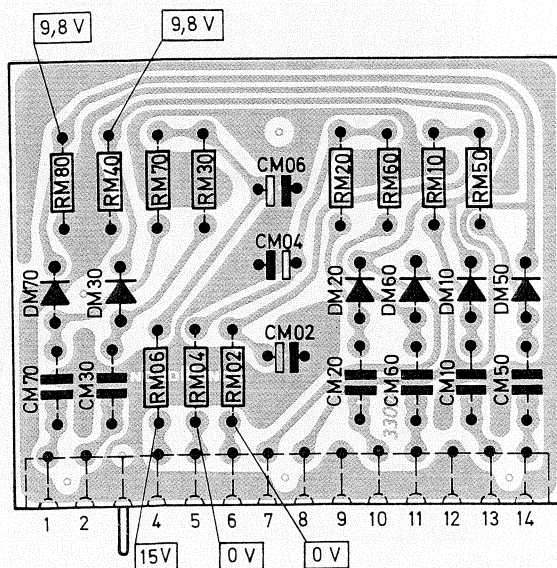 9,8 V
9,8 V
RM80
RM40
RM70
RM30
CM06
RM20
RM60
RM10
RM50
CM04
DM70
DM30
DM20
DM60
DM10
DM50
CM02
CM70
CM30
RM06
RM04
RM02
CM20
CM60
CM10
CM50
330
1 2 4 5 6 7 8 9 10 11 12 13 14
15V
0 V
0 V